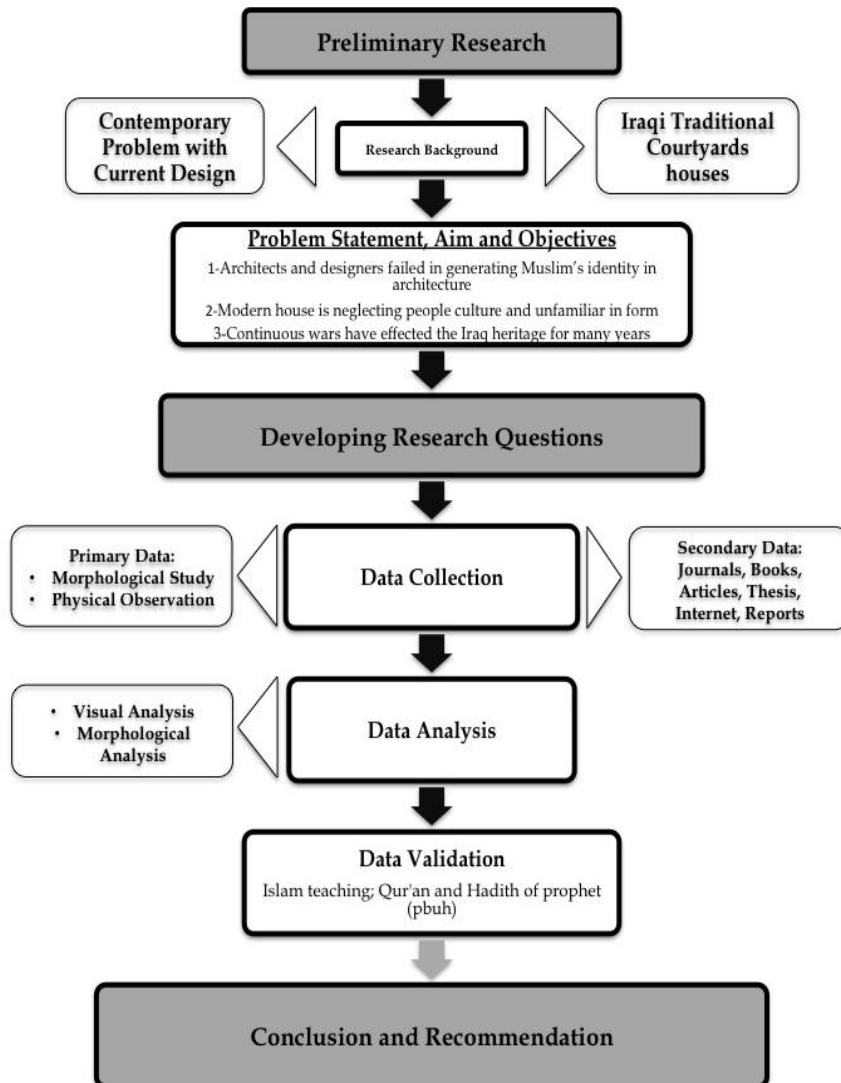 Preliminary Research
Contemporary
Problem with
Current Design
Research Background
Iraqi Traditional
Courtyards
houses
Problem Statement, Aim and Objectives
1-Architects and designers failed in generating Muslim’s identity in
architecture
2-Modern house is neglecting people culture and unfamiliar in form
3-Continuous wars have effected the Iraq heritage for many years
Developing Research Questions
Primary Data:
• Morphological Study
• Physical Observation
Data Collection
Secondary Data:
Journals, Books,
Articles, Thesis,
Internet, Reports
• Visual Analysis
• Morphological
Analysis
Data Analysis
Data Validation
Islam teaching; Qur'an and Hadith of prophet
(pbuh)
Conclusion and Recommendation